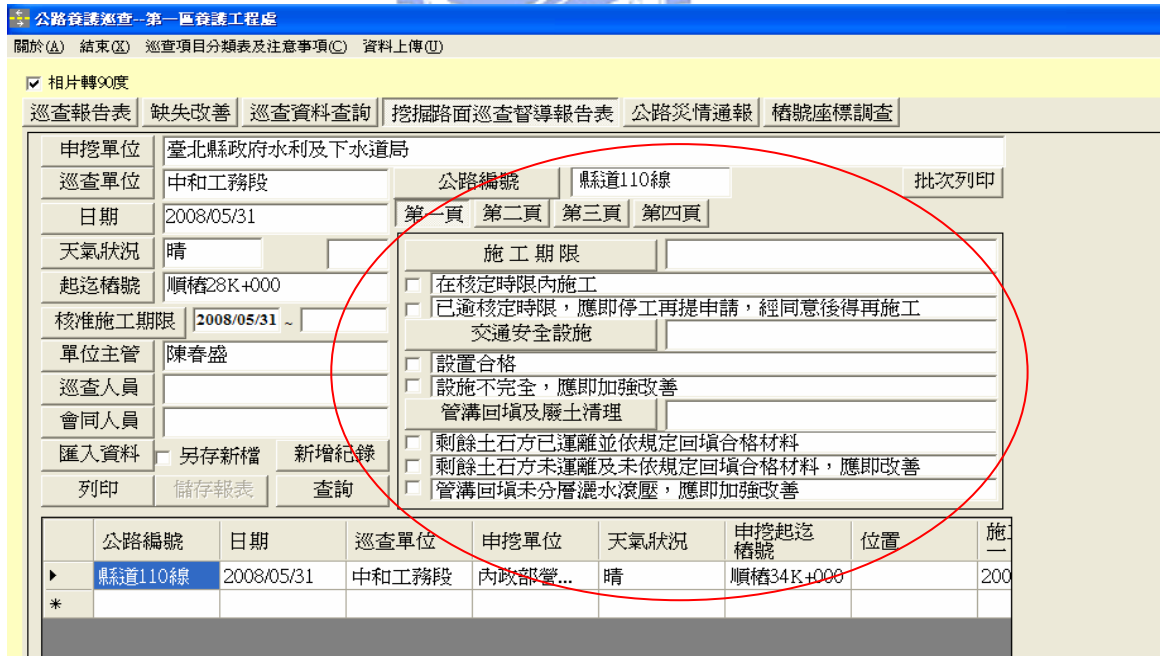 公路養護巡查--第一區養護工程處
關於(A) 結束(X) 巡查項目分類表及注意事項(C) 資料上傳(U)
相片轉90度
巡查報告表 缺失改善 巡查資料查詢 挖掘路面巡查督導報告表 公路災情通報 樁號座標調查
申挖單位 臺北縣政府水利及下水道局
巡查單位 中和工務段 公路編號 縣道110線 批次列印
日期 2008/05/31 第一頁 第二頁 第三頁 第四頁
天氣狀況 晴 施工期限
起迄樁號 順樁28K+000 在核定時限內施工
已逾核定時限，應即停工再提申請，經同意後得再施工
核准施工期限 2008/05/31 ~ 交通安全設施
單位主管 陳春盛 設置合格
巡查人員 設施不完全，應即加強改善
會同人員 管溝回填及廢土清理
匯入資料 另存新檔 新增紀錄 剩餘土石方已運離並依規定回填合格材料
剩餘土石方未運離及未依規定回填合格材料，應即改善
列印 儲存報表 查詢 管溝回填未分層灑水滾壓，應即加強改善
公路編號 日期 巡查單位 申挖單位 天氣狀況 申挖起迄樁號 位置 施工一
縣道110線 2008/05/31 中和工務段 內政部營... 晴 順樁34K+000 200